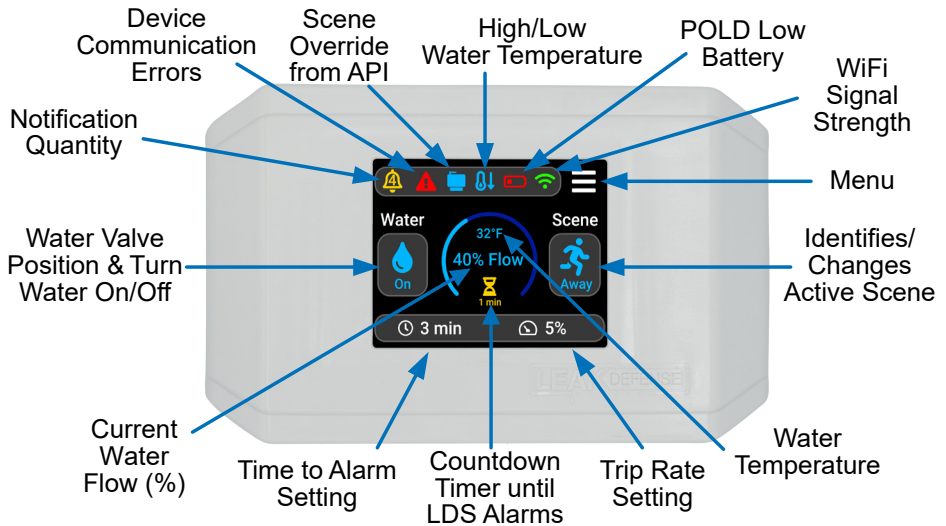 Device
Communication
Errors
Scene
Override
from API
High/Low
Water Temperature
POLD Low
Battery
WiFi
Signal
Strength
Notification
Quantity
4
Menu
Water
Scene
32°F
40% Flow
On
Away
1 min
3 min
5%
Water Valve
Position & Turn
Water On/Off
Identifies/
Changes
Active Scene
LEAK DEFENSE
Current
Water
Flow (%)
Time to Alarm
Setting
Countdown
Timer until
LDS Alarms
Trip Rate
Setting
Water
Temperature